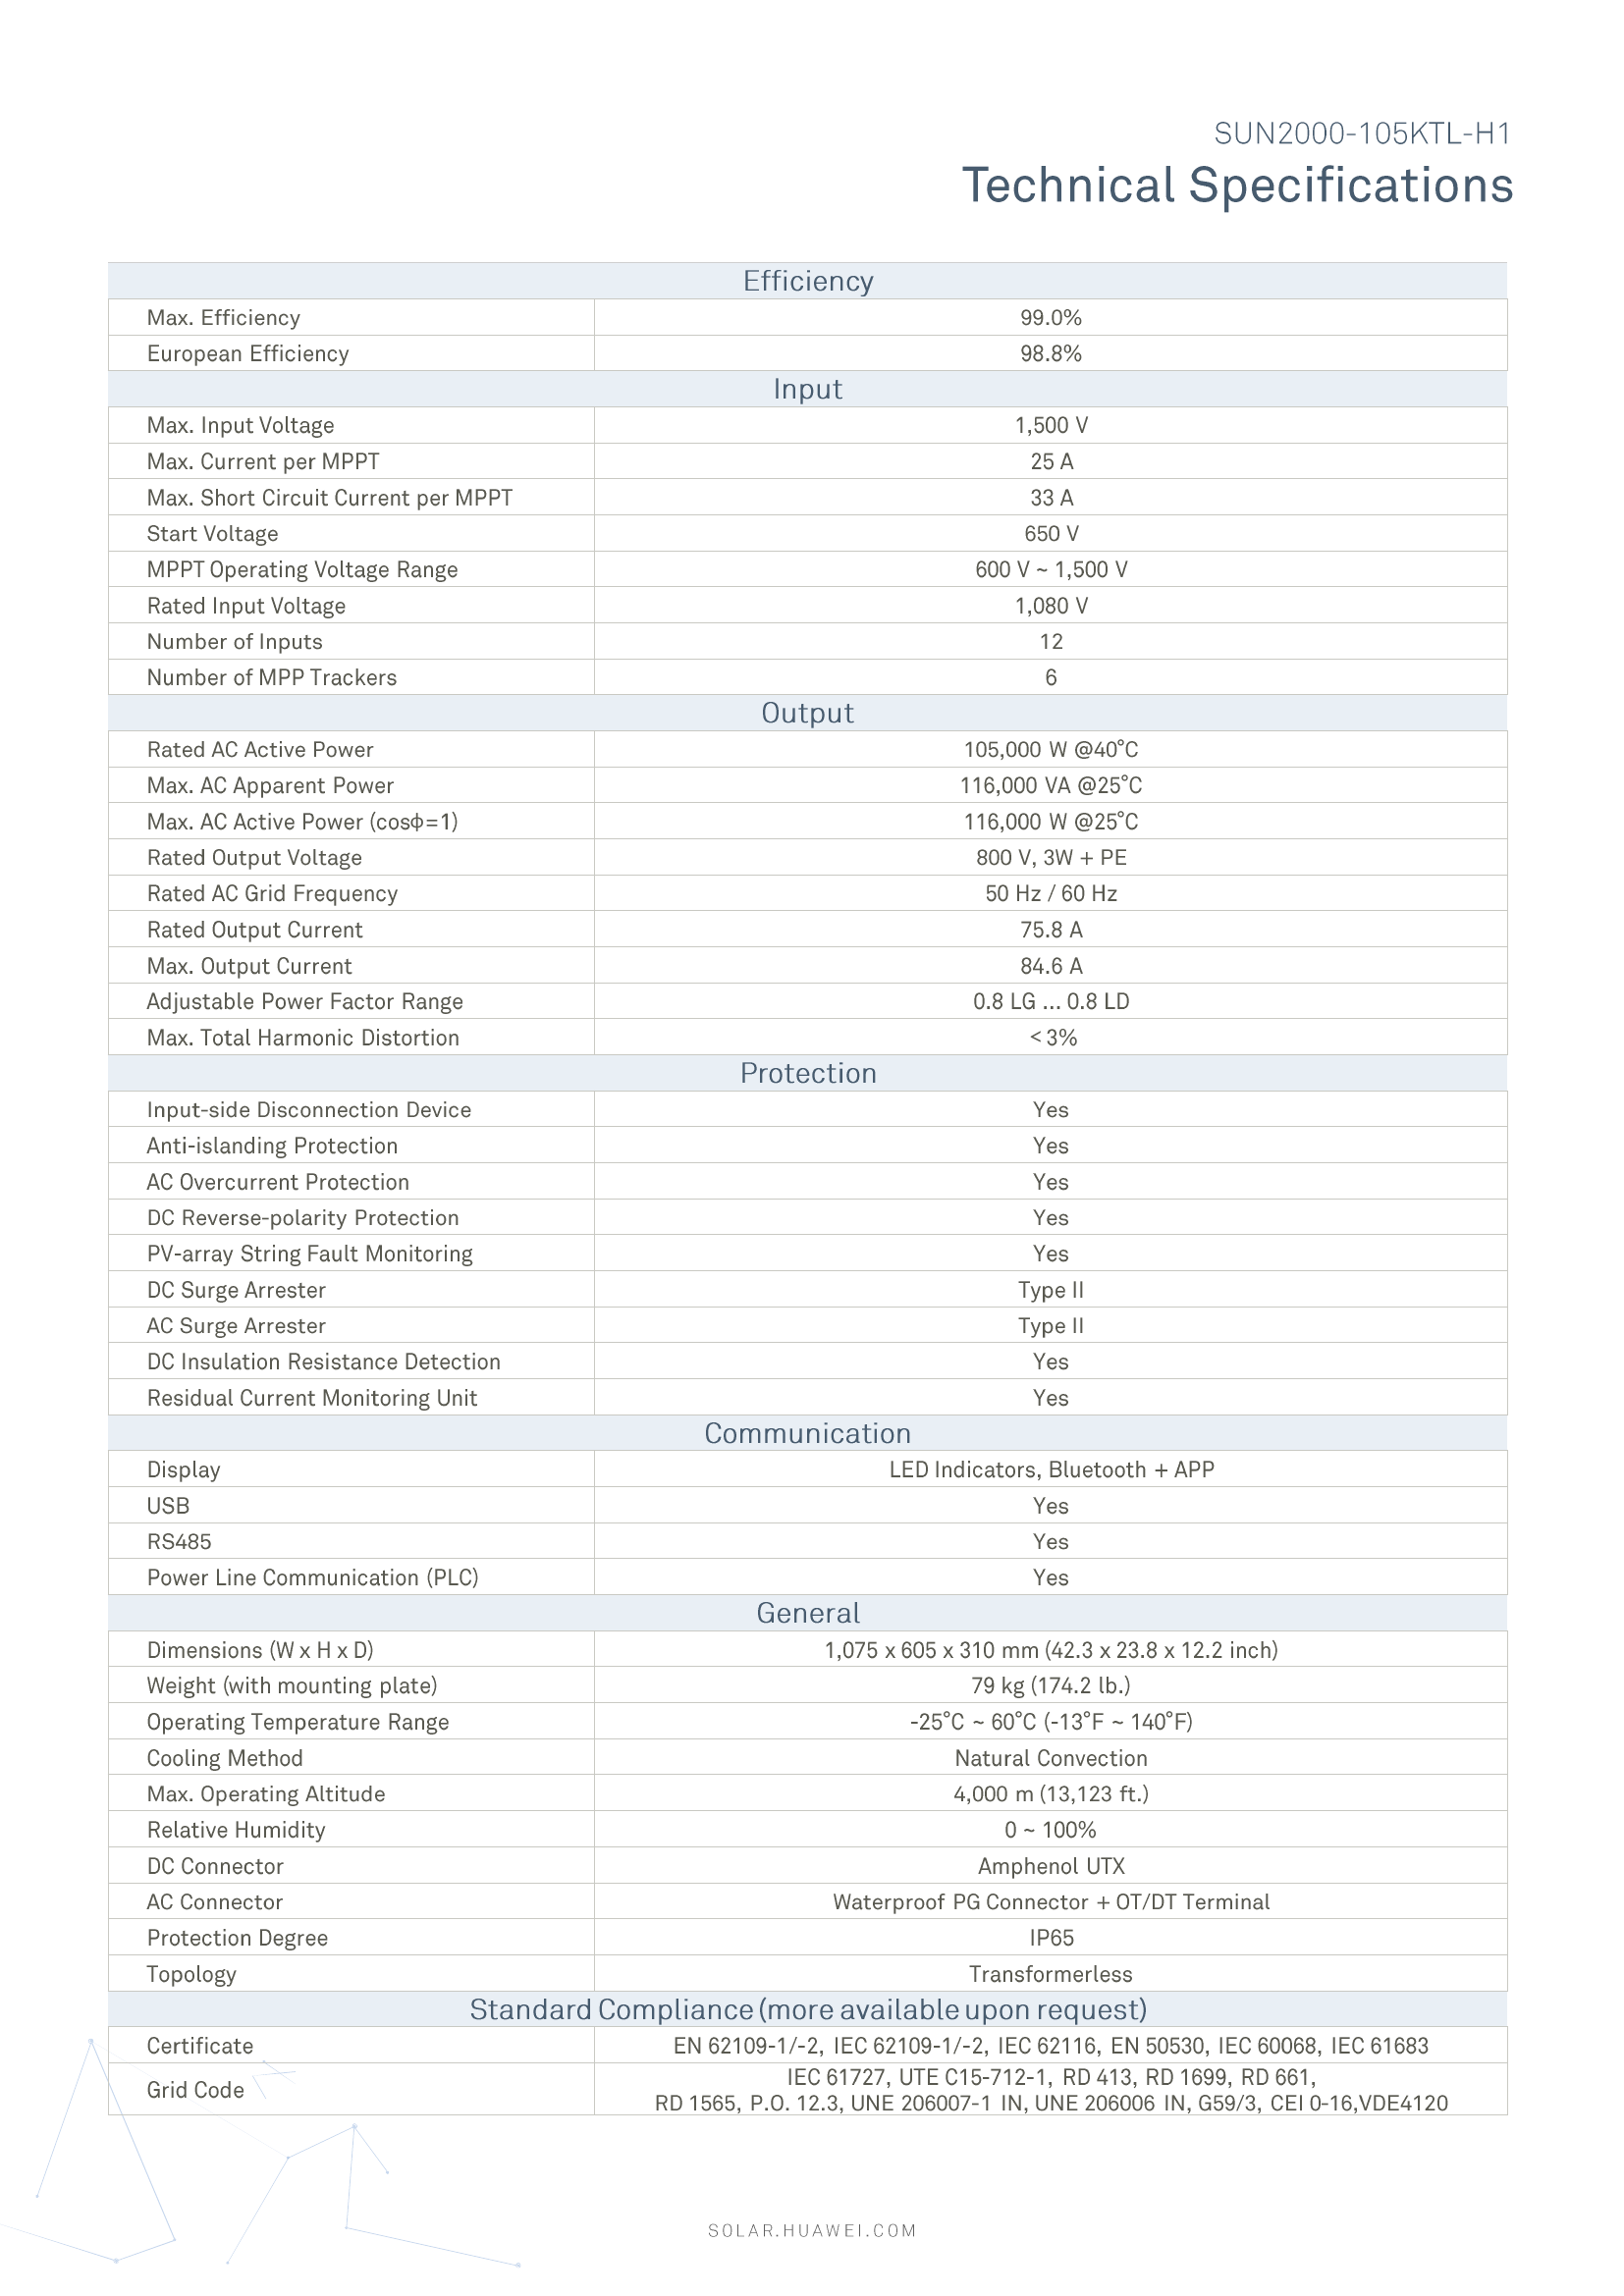 SUN2000-105KTL-H1
Technical Specifications
Efficiency
Max. Efficiency 99.0%
European Efficiency 98.8%
Input
Max. Input Voltage 1,500 V
Max. Current per MPPT 25 A
Max. Short Circuit Current per MPPT 33 A
Start Voltage 650 V
MPPT Operating Voltage Range 600 V ~ 1,500 V
Rated Input Voltage 1,080 V
Number of Inputs 12
Number of MPP Trackers 6
Output
Rated AC Active Power 105,000 W @40°C
Max. AC Apparent Power 116,000 VA @25°C
Max. AC Active Power (cosφ=1) 116,000 W @25°C
Rated Output Voltage 800 V, 3W + PE
Rated AC Grid Frequency 50 Hz / 60 Hz
Rated Output Current 75.8 A
Max. Output Current 84.6 A
Adjustable Power Factor Range 0.8 LG ... 0.8 LD
Max. Total Harmonic Distortion < 3%
Protection
Input-side Disconnection Device Yes
Anti-islanding Protection Yes
AC Overcurrent Protection Yes
DC Reverse-polarity Protection Yes
PV-array String Fault Monitoring Yes
DC Surge Arrester Type II
AC Surge Arrester Type II
DC Insulation Resistance Detection Yes
Residual Current Monitoring Unit Yes
Communication
Display LED Indicators, Bluetooth + APP
USB Yes
RS485 Yes
Power Line Communication (PLC) Yes
General
Dimensions (W x H x D) 1,075 x 605 x 310 mm (42.3 x 23.8 x 12.2 inch)
Weight (with mounting plate) 79 kg (174.2 lb.)
Operating Temperature Range -25°C ~ 60°C (-13°F ~ 140°F)
Cooling Method Natural Convection
Max. Operating Altitude 4,000 m (13,123 ft.)
Relative Humidity 0 ~ 100%
DC Connector Amphenol UTX
AC Connector Waterproof PG Connector + OT/DT Terminal
Protection Degree IP65
Topology Transformerless
Standard Compliance (more available upon request)
Certificate EN 62109-1/-2, IEC 62109-1/-2, IEC 62116, EN 50530, IEC 60068, IEC 61683
Grid Code IEC 61727, UTE C15-712-1, RD 413, RD 1699, RD 661,
RD 1565, P.O. 12.3, UNE 206007-1 IN, UNE 206006 IN, G59/3, CEI 0-16,VDE4120
SOLAR.HUAWEI.COM